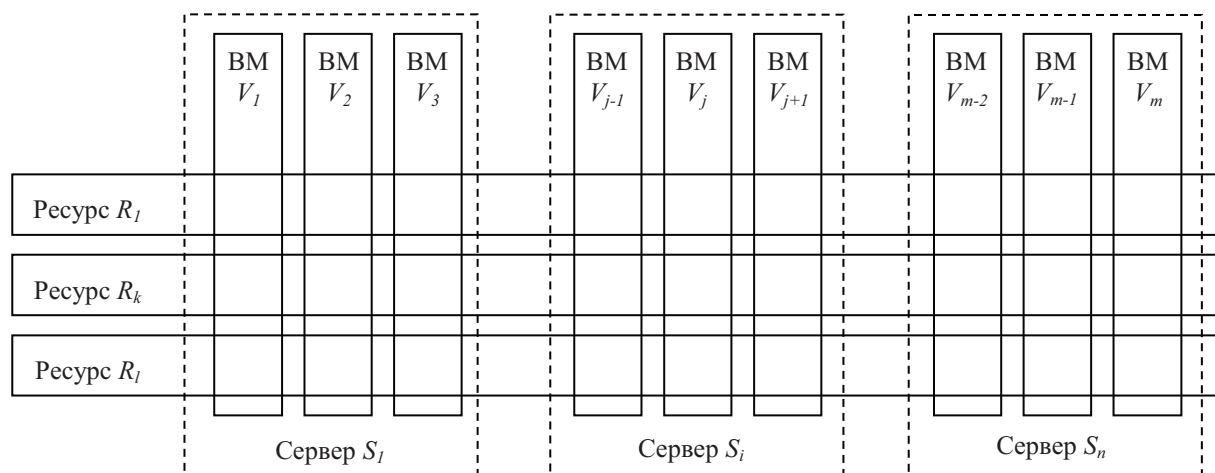 ВМ ВМ ВМ ВМ ВМ ВМ ВМ ВМ ВМ
V1 V2 V3 Vj-1 Vj Vj+1 Vm-2 Vm-1 Vm
Ресурс R1
Ресурс Rk
Ресурс Rl
Сервер S1 Сервер Si Сервер Sn